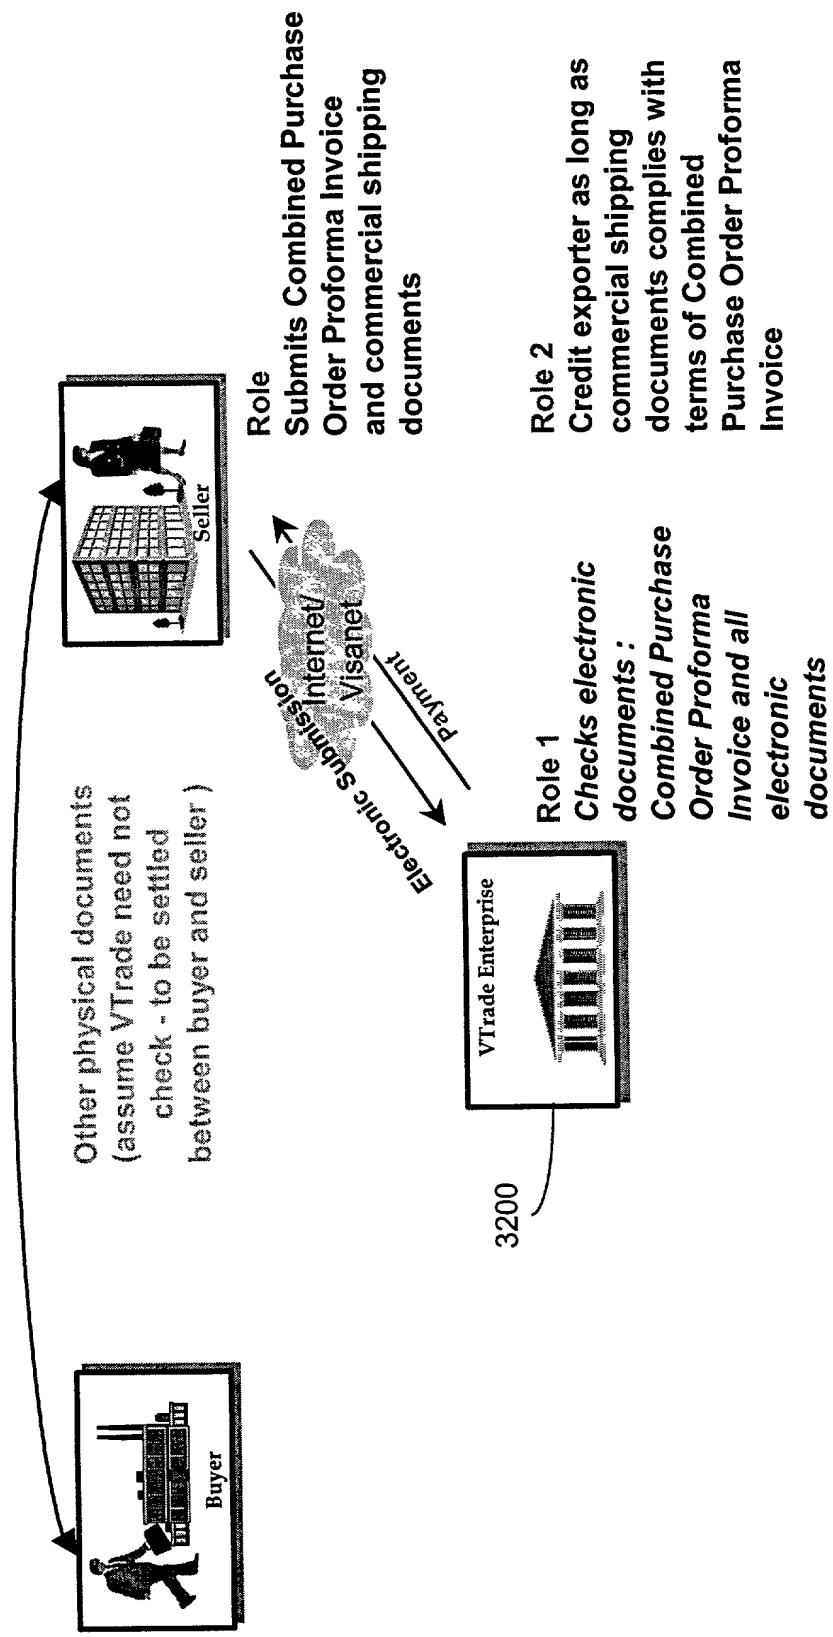 Other physical documents
(assume VTrade need not
check - to be settled
between buyer and seller )
Buyer
Seller
Role
Submits Combined Purchase
Order Proforma Invoice
and commercial shipping
documents
Internet/
Visanet
Electronic Submission
Payment
VTrade Enterprise
3200
Role 1
Checks electronic
documents :
Combined Purchase
Order Proforma
Invoice and all
electronic
documents
Role 2
Credit exporter as long as
commercial shipping
documents complies with
terms of Combined
Purchase Order Proforma
Invoice